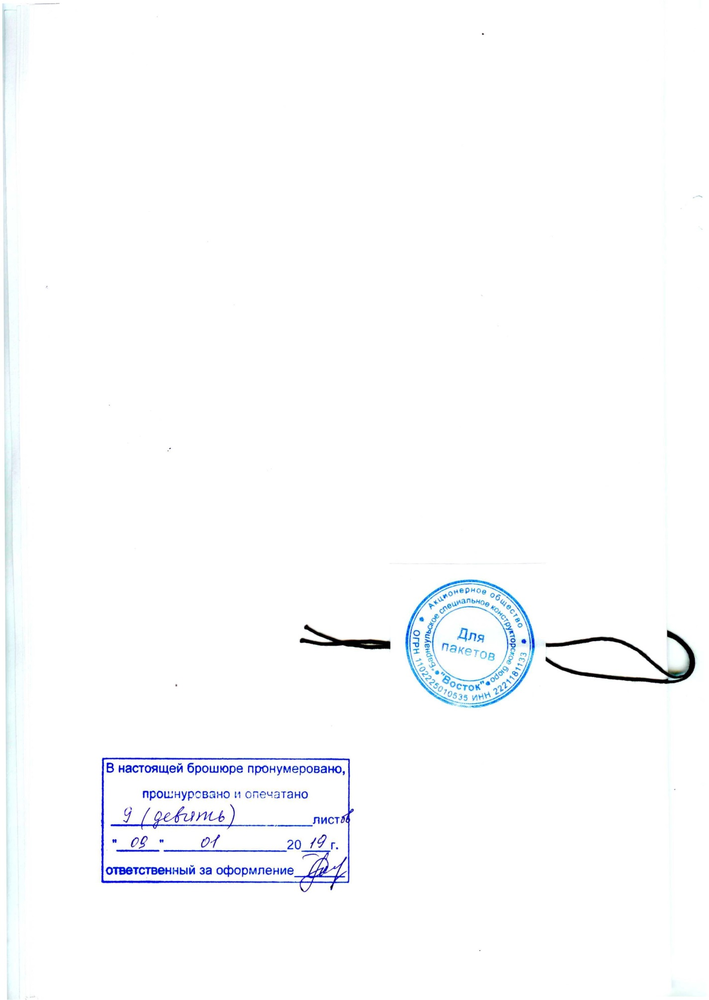 Акционерное общество
"Барнаульское специальное конструкторское бюро
"Восток"
ОГРН 1102225010535 ИНН 2221181133
Для
пакетов
В настоящей брошюре пронумеровано,
прошнуровано и опечатано
9 (девять) листов
" 09 " 01 2019 г.
ответственный за оформление